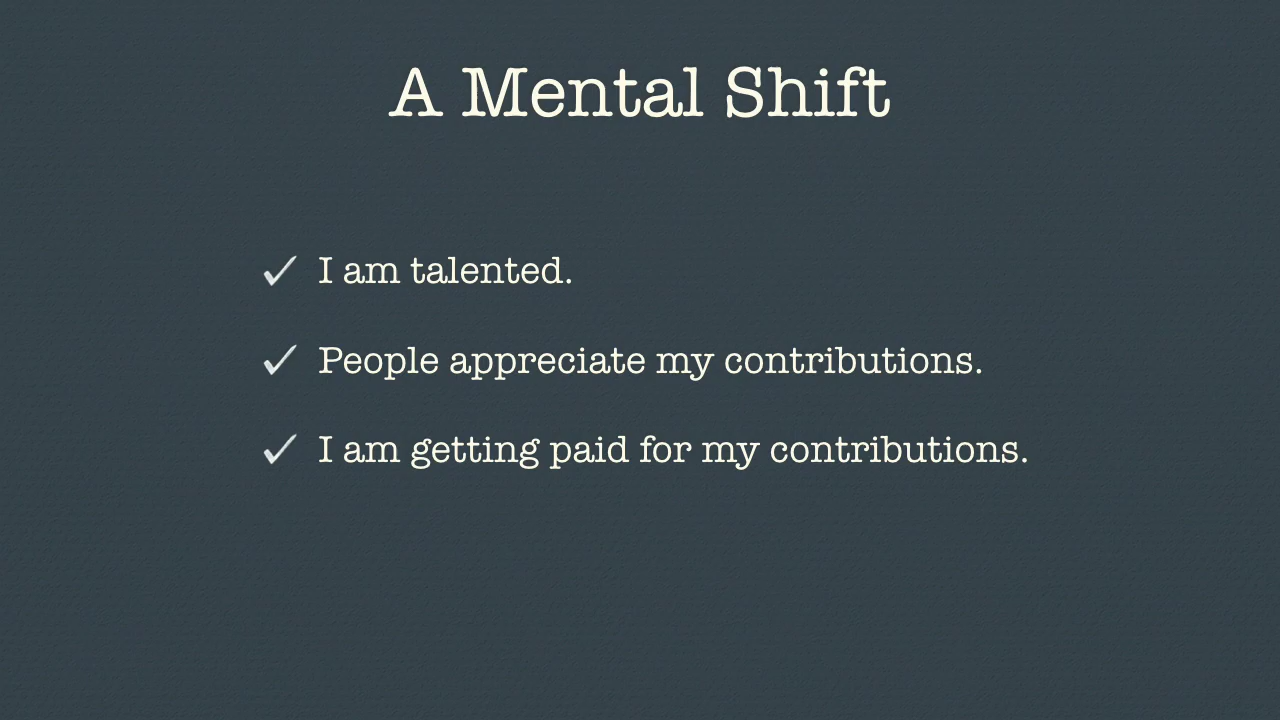 A Mental Shift
I am talented.
People appreciate my contributions.
I am getting paid for my contributions.